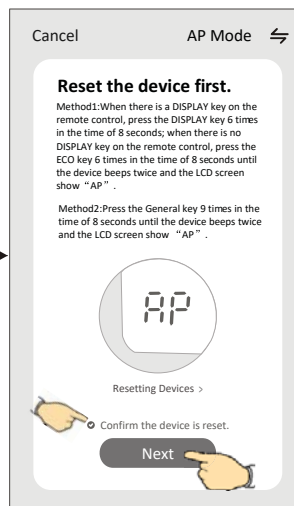 Cancel AP Mode
Reset the device first.
Method1:When there is a DISPLAY key on the
remote control, press the DISPLAY key 6 times
in the time of 8 seconds; when there is no
DISPLAY key on the remote control, press the
ECO key 6 times in the time of 8 seconds until
the device beeps twice and the LCD screen
show “AP”.
Method2:Press the General key 9 times in the
time of 8 seconds until the device beeps twice
and the LCD screen show “AP”.
AP
Resetting Devices >
Confirm the device is reset.
Next